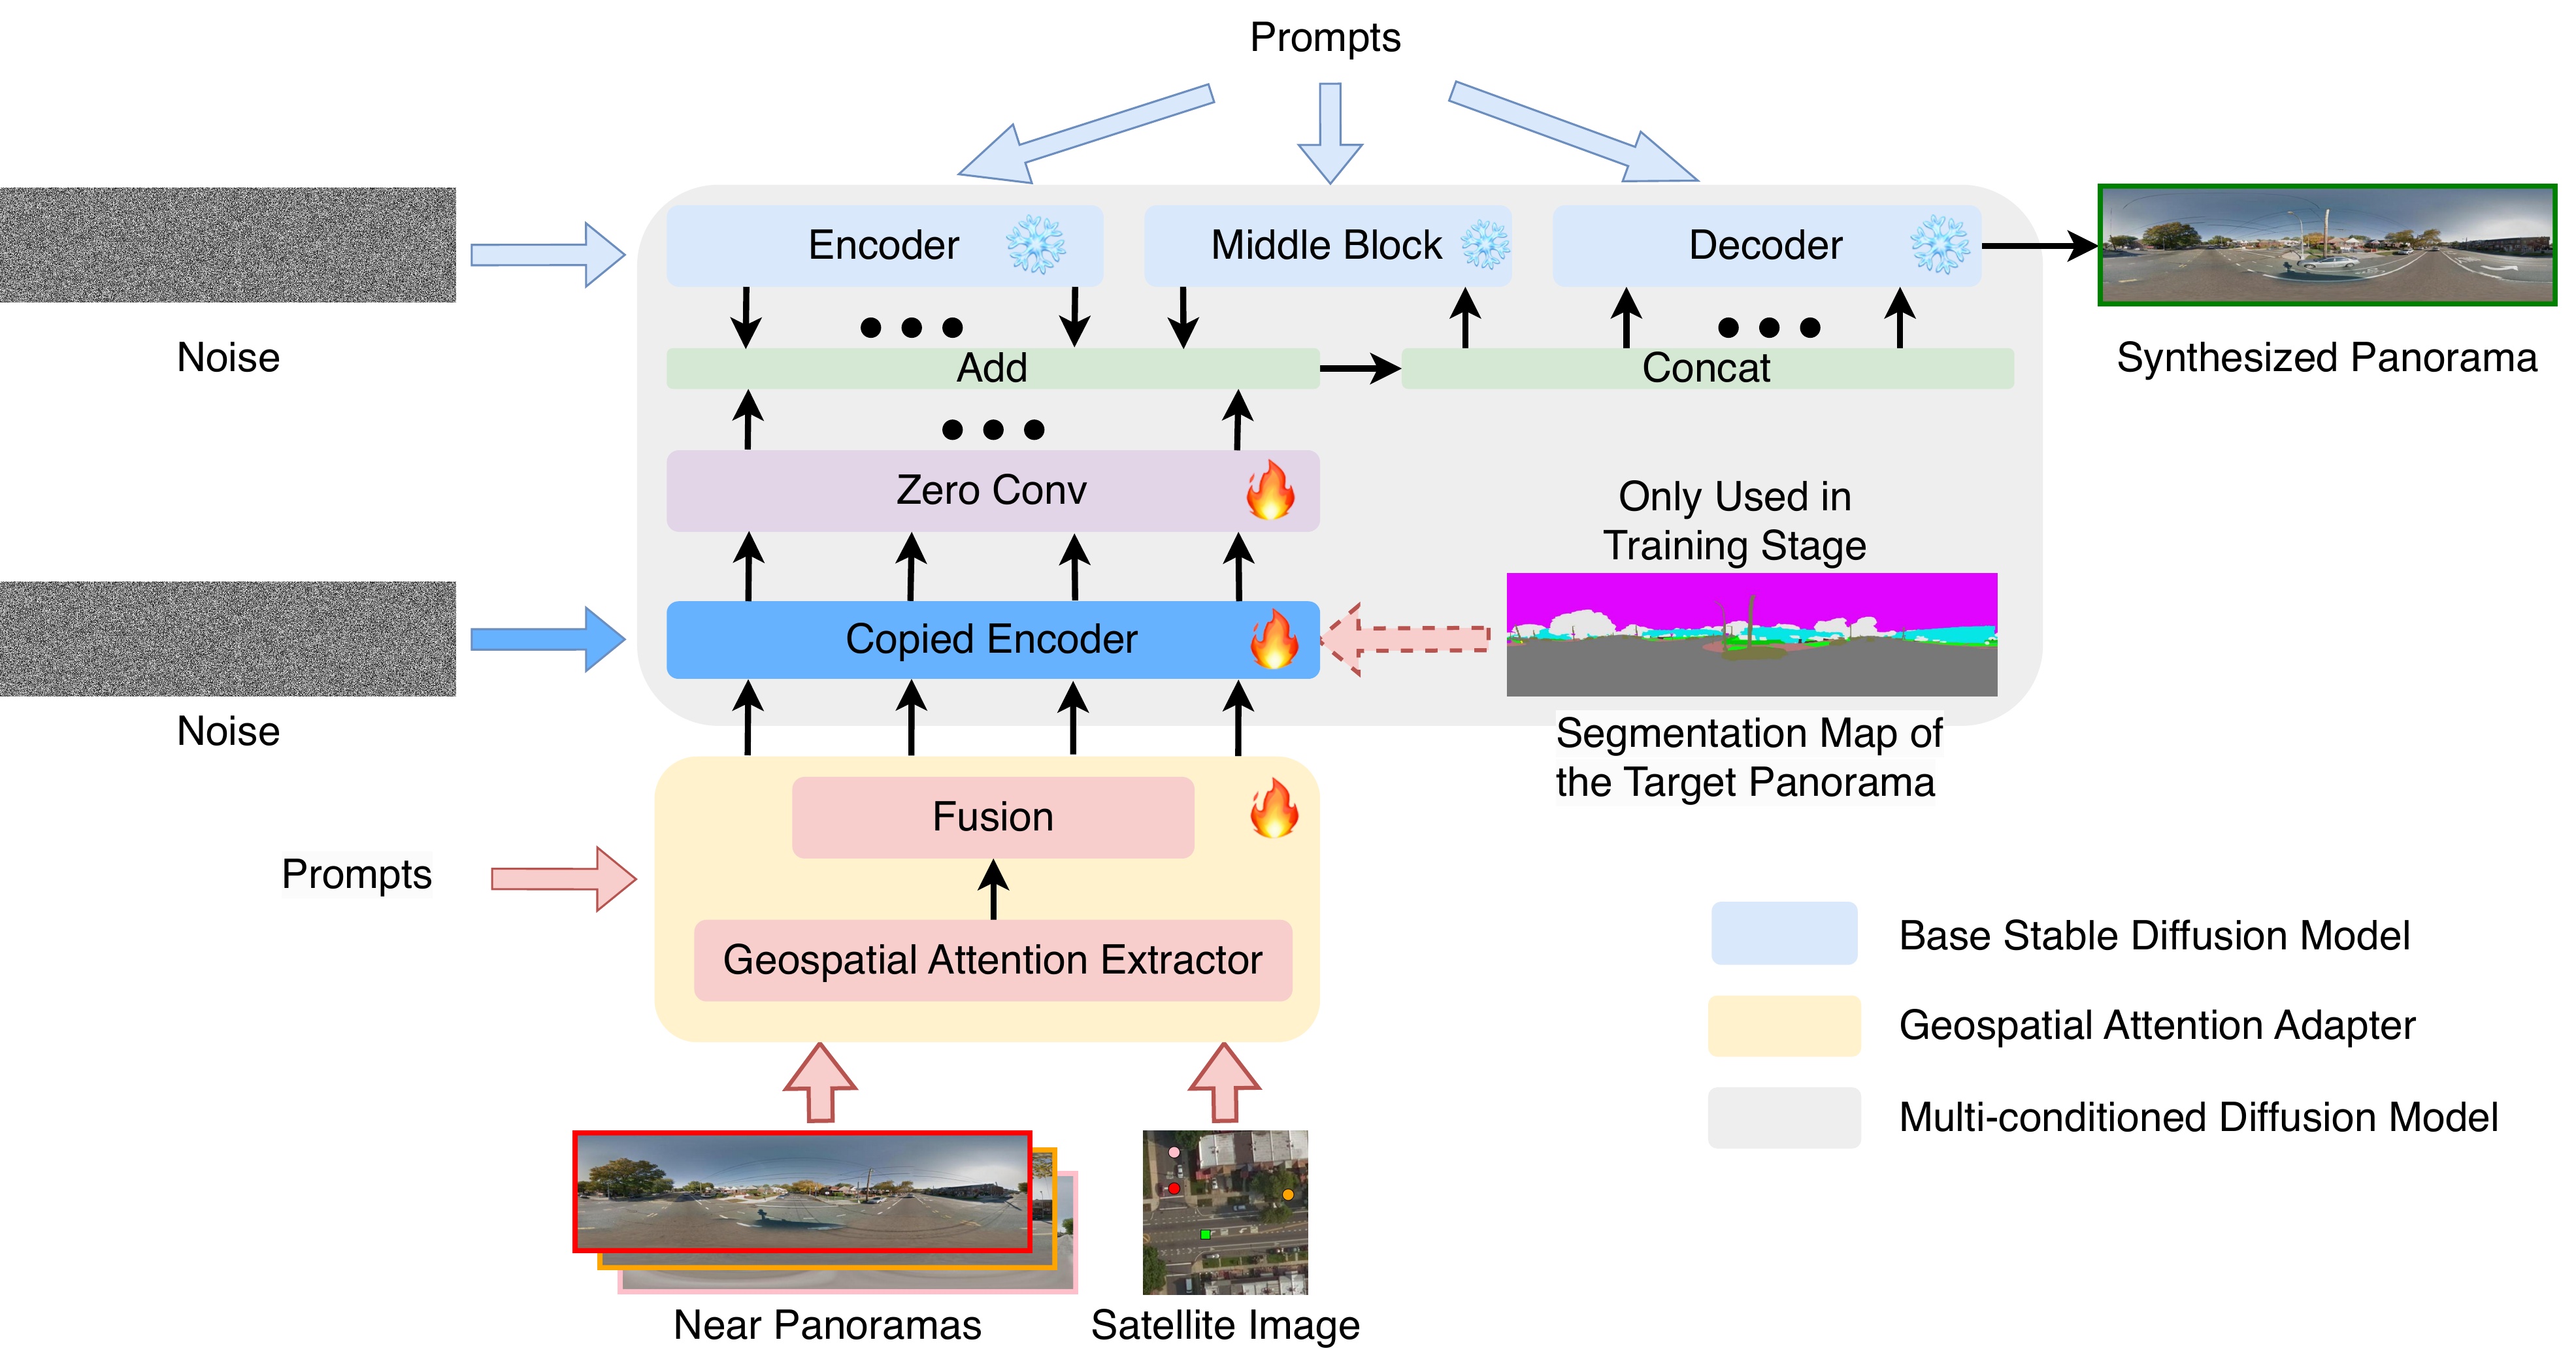 Prompts
Encoder
Middle Block
Decoder
Noise
Add
Concat
Synthesized Panorama
Zero Conv
Only Used in
Training Stage
Copied Encoder
Noise
Segmentation Map of
the Target Panorama
Fusion
Prompts
Geospatial Attention Extractor
Base Stable Diffusion Model
Geospatial Attention Adapter
Multi-conditioned Diffusion Model
Near Panoramas
Satellite Image